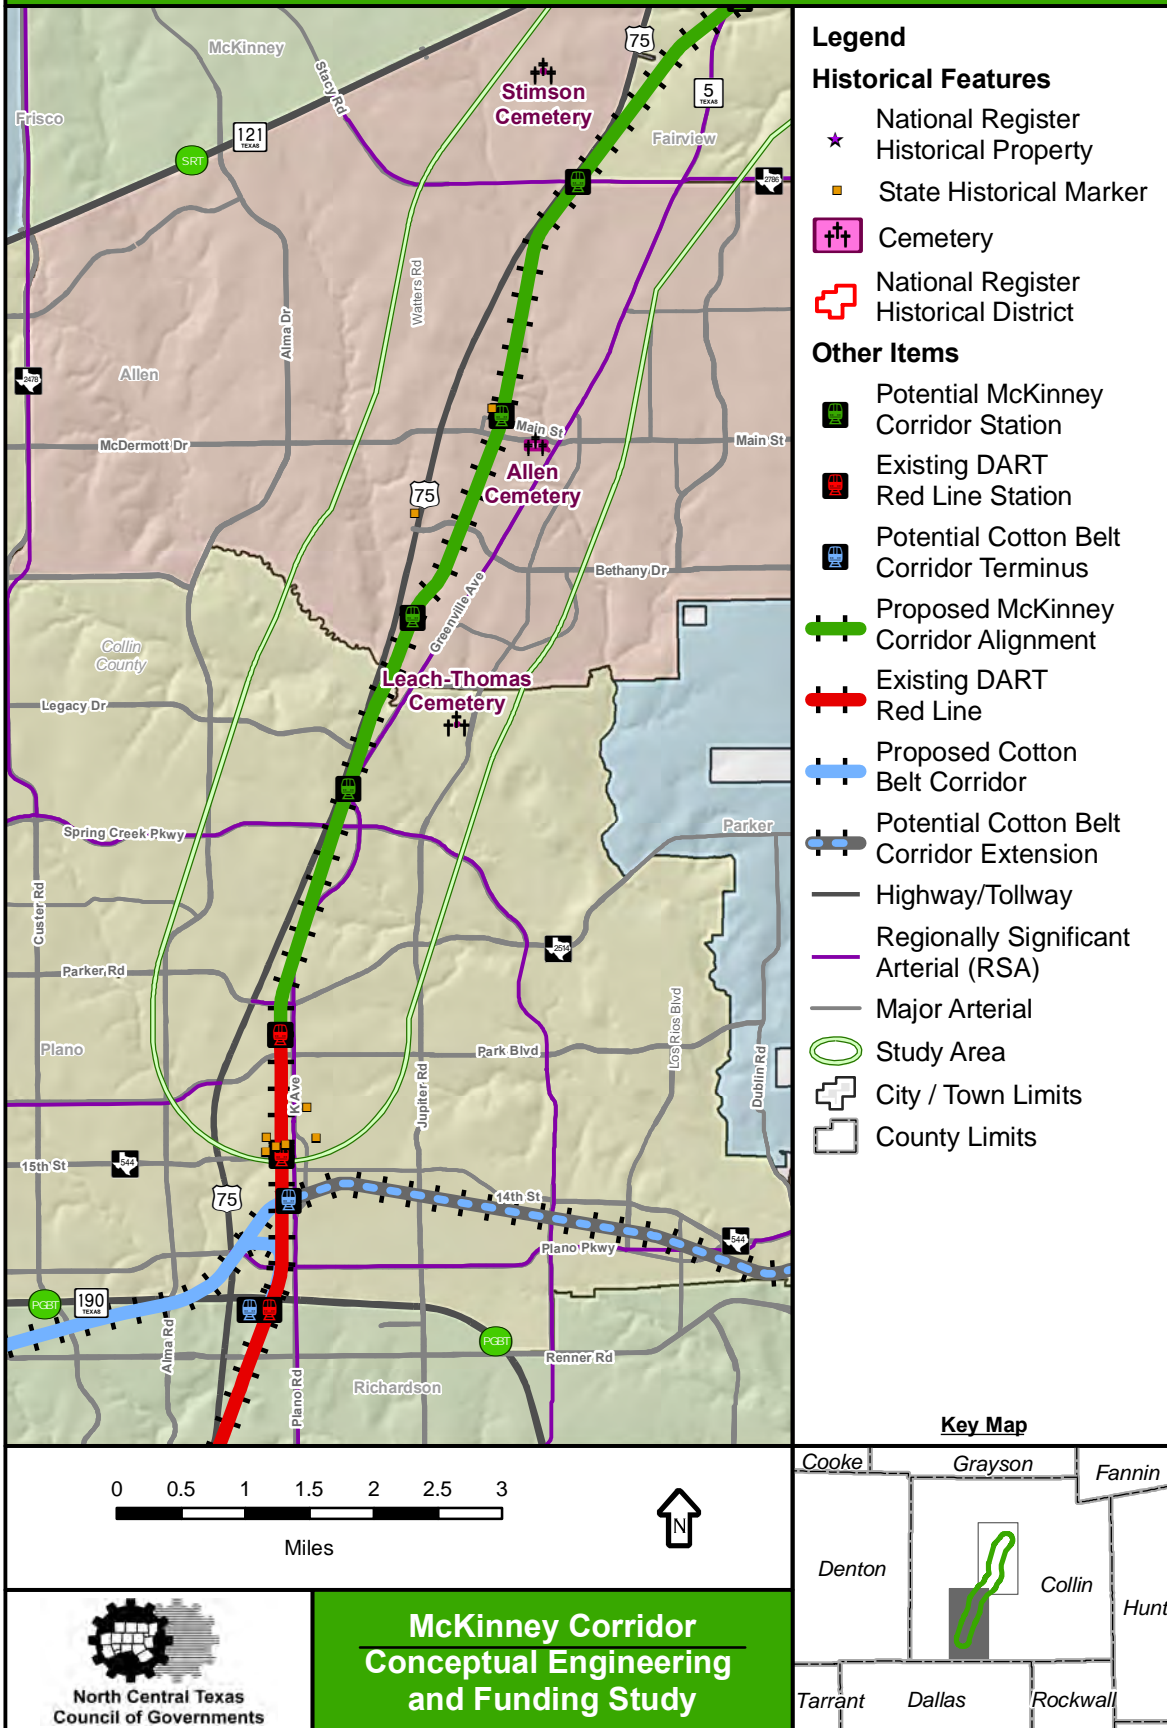 McKinney
Stacy Rd
75
Stimson
Cemetery
5
TEXAS
Frisco
121
TEXAS
SRT
Fairview
2786
Watters Rd
Alma Dr
2478
Allen
McDermott Dr
Main St
Main St
Allen
Cemetery
75
Bethany Dr
Greenville Ave
Collin
County
Leach-Thomas
Cemetery
Legacy Dr
Spring Creek Pkwy
Parker
Custer Rd
2514
Parker Rd
Los Rios Blvd
Plano
Park Blvd
Jupiter Rd
Dublin Rd
K Ave
15th St
544
75
14th St
Plano Pkwy
544
PGBT
190
TEXAS
PGBT
Alma Rd
Renner Rd
Plano Rd
Richardson
Legend
Historical Features
National Register
Historical Property
State Historical Marker
Cemetery
National Register
Historical District
Other Items
Potential McKinney
Corridor Station
Existing DART
Red Line Station
Potential Cotton Belt
Corridor Terminus
Proposed McKinney
Corridor Alignment
Existing DART
Red Line
Proposed Cotton
Belt Corridor
Potential Cotton Belt
Corridor Extension
Highway/Tollway
Regionally Significant
Arterial (RSA)
Major Arterial
Study Area
City / Town Limits
County Limits
Key Map
Cooke
Grayson
Fannin
Denton
Collin
Hunt
Tarrant
Dallas
Rockwall
0 0.5 1 1.5 2 2.5 3
Miles
N
North Central Texas
Council of Governments
McKinney Corridor
Conceptual Engineering
and Funding Study